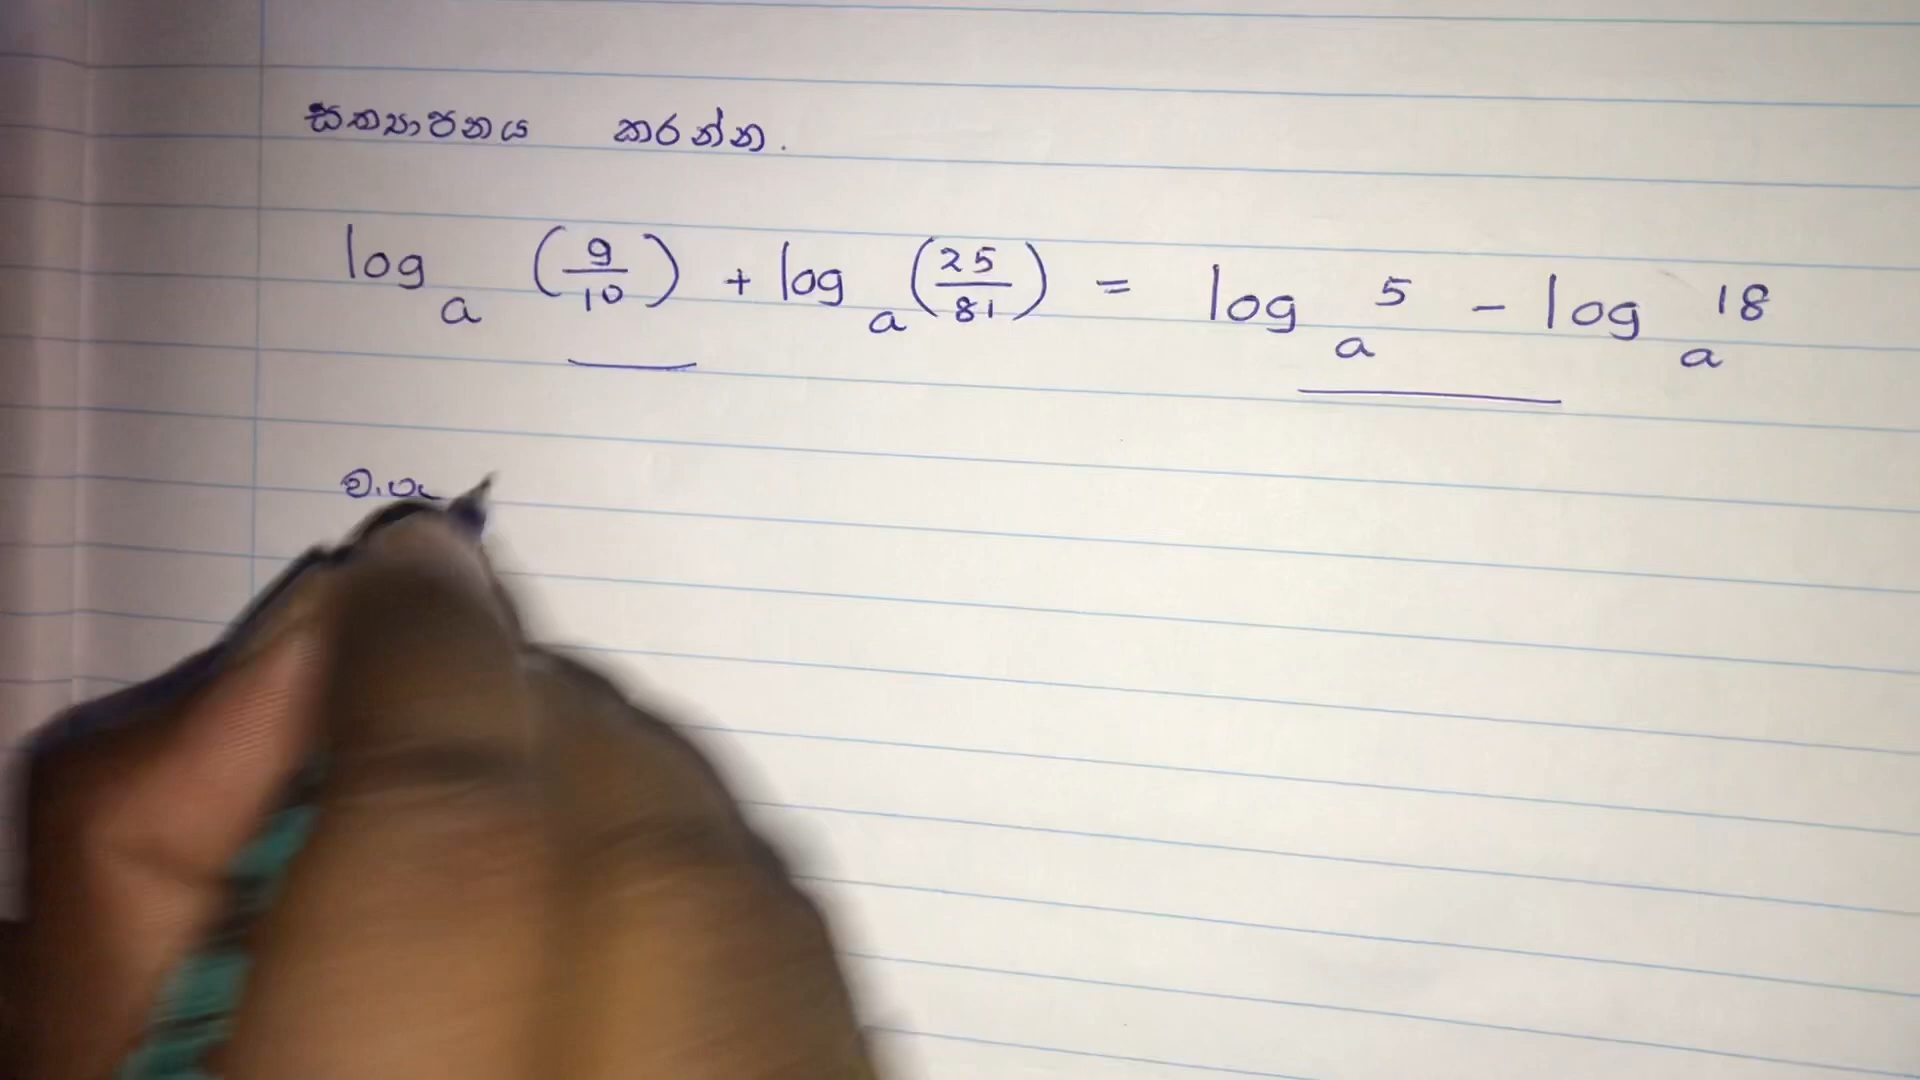 සත්‍යාපනය කරන්න.
log_a (9/10) + log_a (25/81) = log_a 5 - log_a 18
ව.පැ